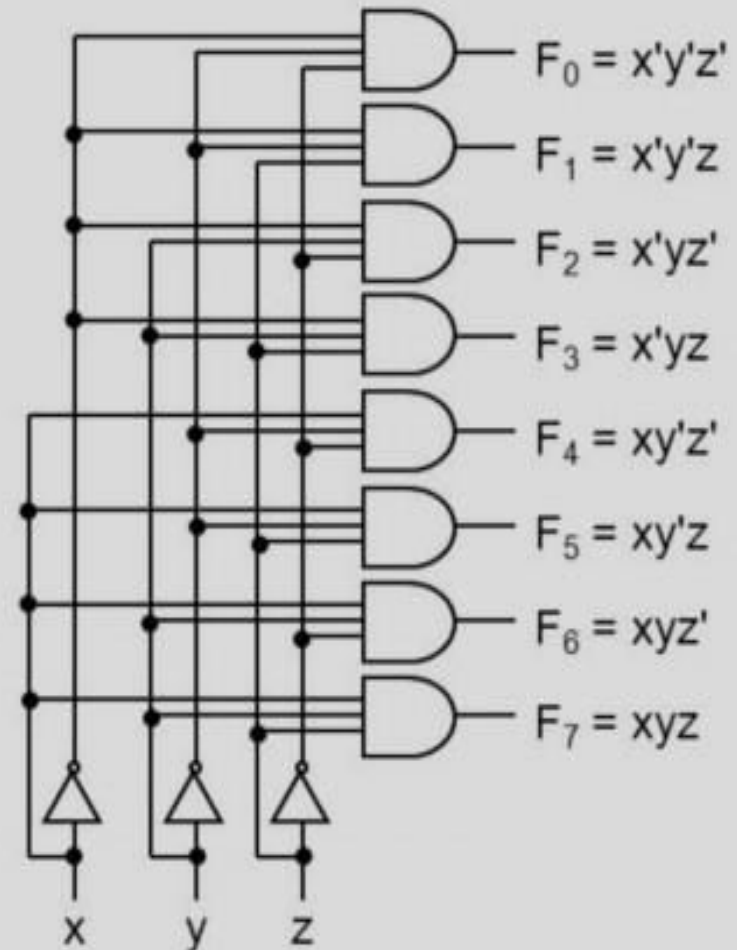 F₀ = x'y'z'
F₁ = x'y'z
F₂ = x'yz'
F₃ = x'yz
F₄ = xy'z'
F₅ = xy'z
F₆ = xyz'
F₇ = xyz
x y z